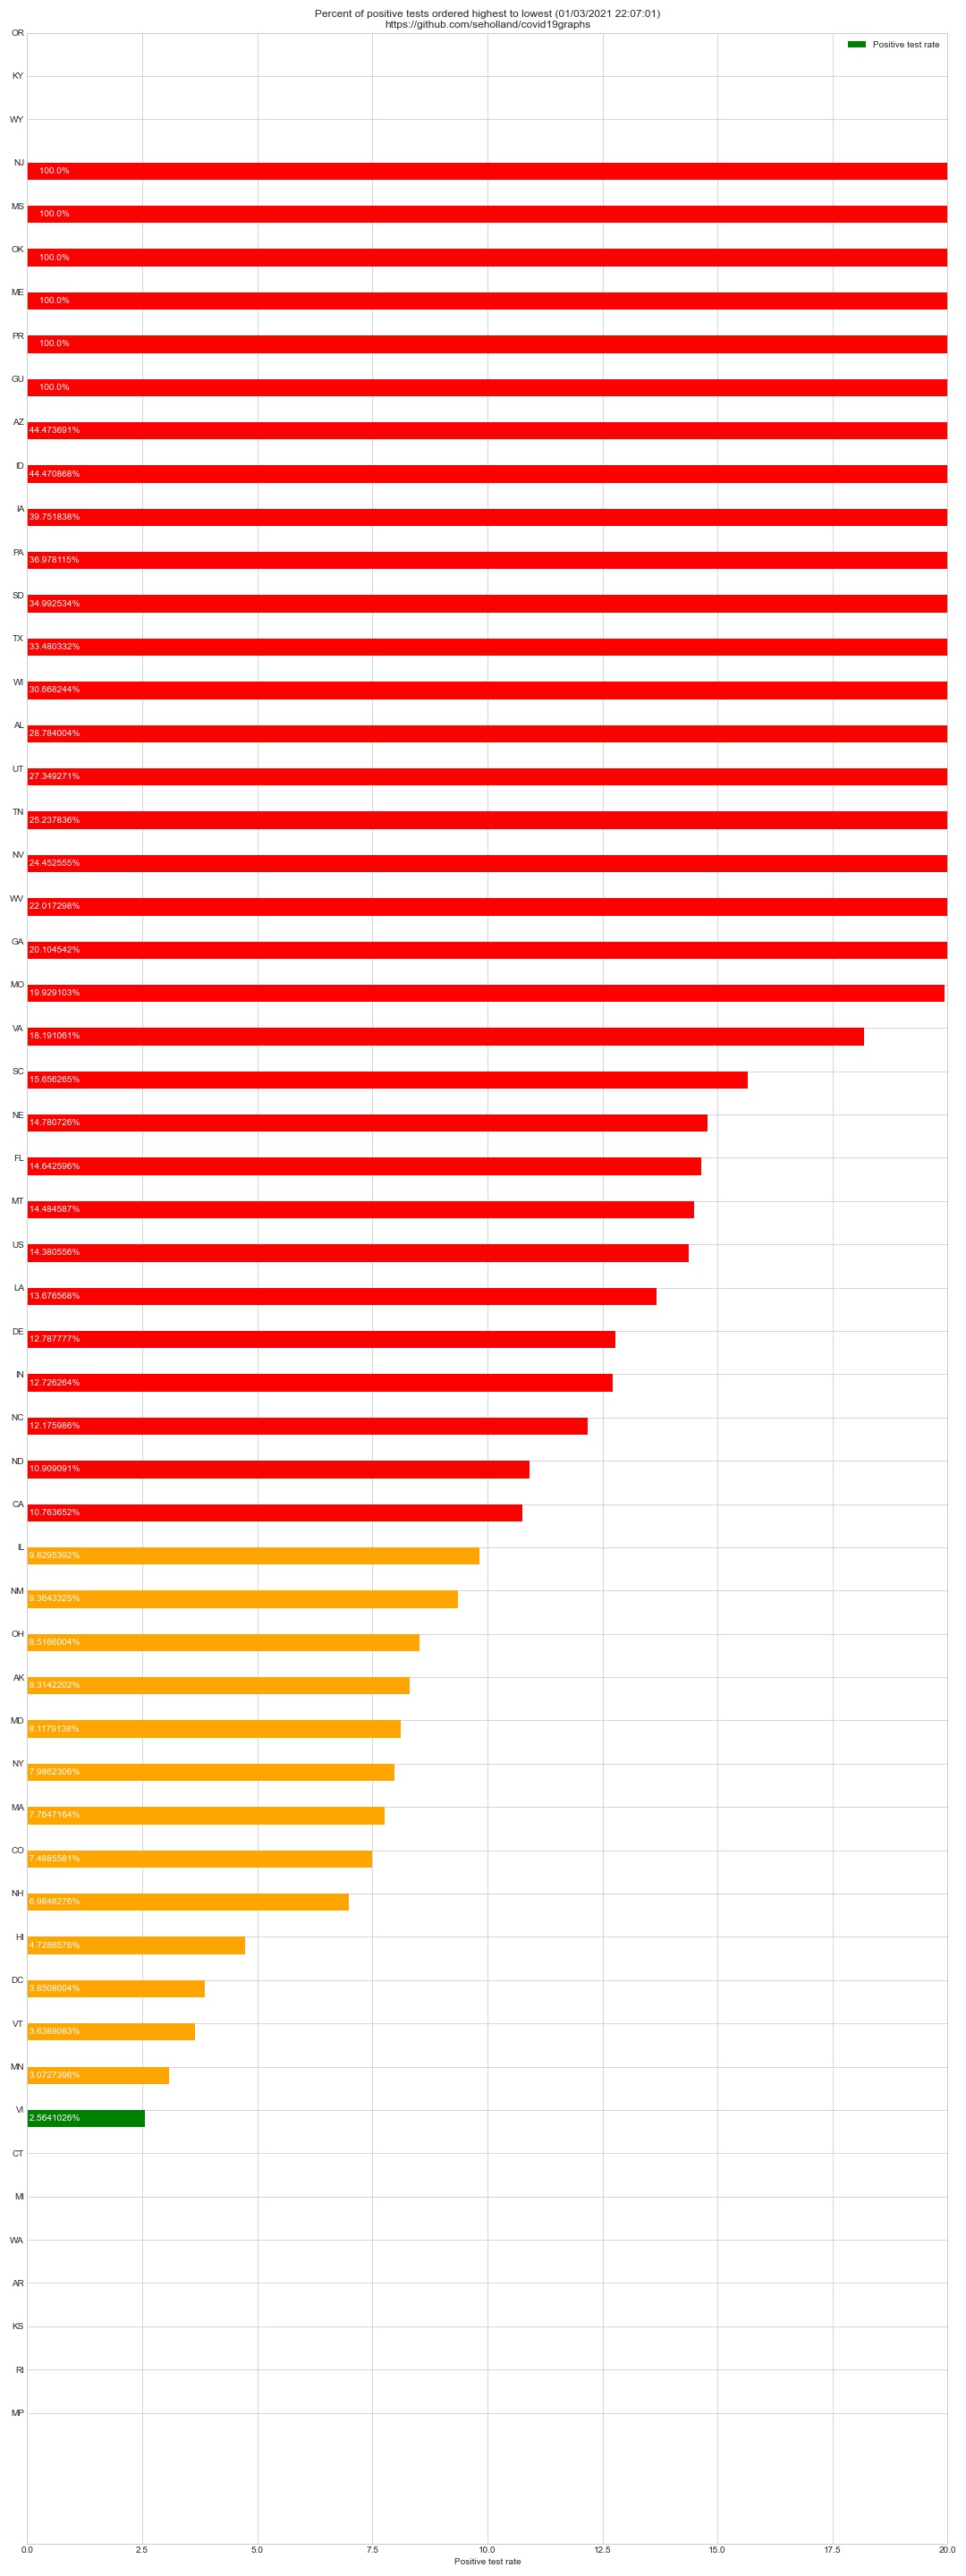 Percent of positive tests ordered highest to lowest (01/03/2021 22:07:01)
https://github.com/seholland/covid19graphs
Positive test rate
OR
KY
WY
NJ 100.0%
MS 100.0%
OK 100.0%
ME 100.0%
PR 100.0%
GU 100.0%
AZ 44.473691%
ID 44.470868%
IA 39.751838%
PA 36.978115%
SD 34.992534%
TX 33.480332%
WI 30.668244%
AL 28.784004%
UT 27.349271%
TN 25.237836%
NV 24.452555%
WV 22.017298%
GA 20.104542%
MO 19.929103%
VA 18.191061%
SC 15.656265%
NE 14.780726%
FL 14.642596%
MT 14.484587%
US 14.380556%
LA 13.676568%
DE 12.787777%
IN 12.726264%
NC 12.175986%
ND 10.909091%
CA 10.763652%
IL 9.8295392%
NM 9.3643325%
OH 8.5166004%
AK 8.3142202%
MD 8.1179138%
NY 7.9862306%
MA 7.7647164%
CO 7.4885581%
NH 6.9846276%
HI 4.7286576%
DC 3.8508004%
VT 3.6389083%
MN 3.0727396%
VI 2.5641026%
CT
MI
WA
AR
KS
RI
MP
0.0 2.5 5.0 7.5 10.0 12.5 15.0 17.5 20.0
Positive test rate